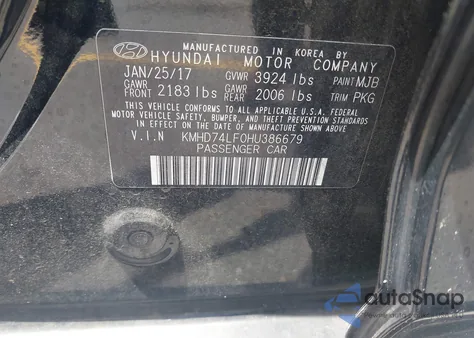 MANUFACTURED IN KOREA BY
HYUNDAI MOTOR COMPANY
JAN/25/17 GVWR 3924 lbs PAINT MJB
GAWR FRONT 2183 lbs GAWR REAR 2006 lbs TRIM PKG
THIS VEHICLE CONFORMS TO ALL APPLICABLE U.S.A. FEDERAL
MOTOR VEHICLE SAFETY, BUMPER, AND THEFT PREVENTION
STANDARDS IN EFFECT ON THE DATE OF MANUFACTURE SHOWN ABOVE.
V.I.N KMHD74LF0HU386679
PASSENGER CAR
autoSnap